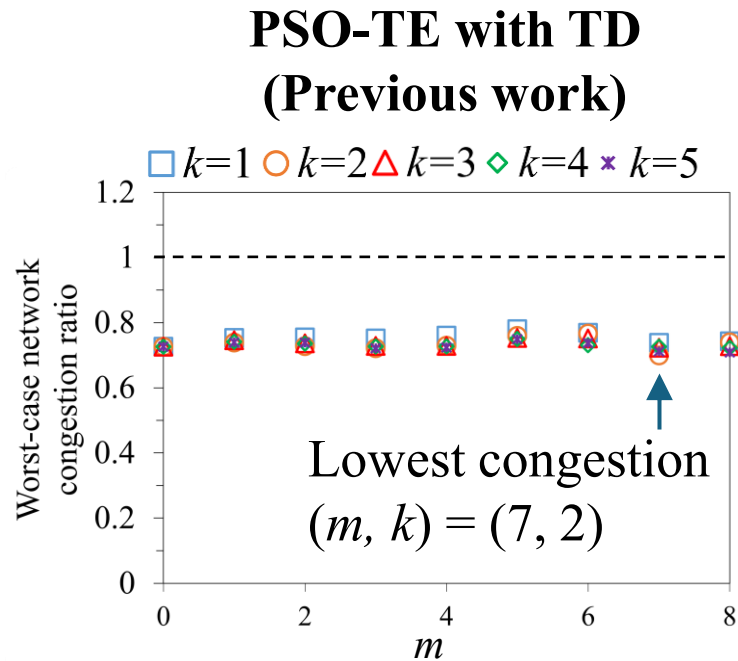 PSO-TE with TD
(Previous work)
k=1 k=2 k=3 k=4 k=5
Worst-case network
congestion ratio
1.2
1
0.8
0.6
0.4
0.2
0
Lowest congestion
(m, k) = (7, 2)
0 2 4 6 8
m